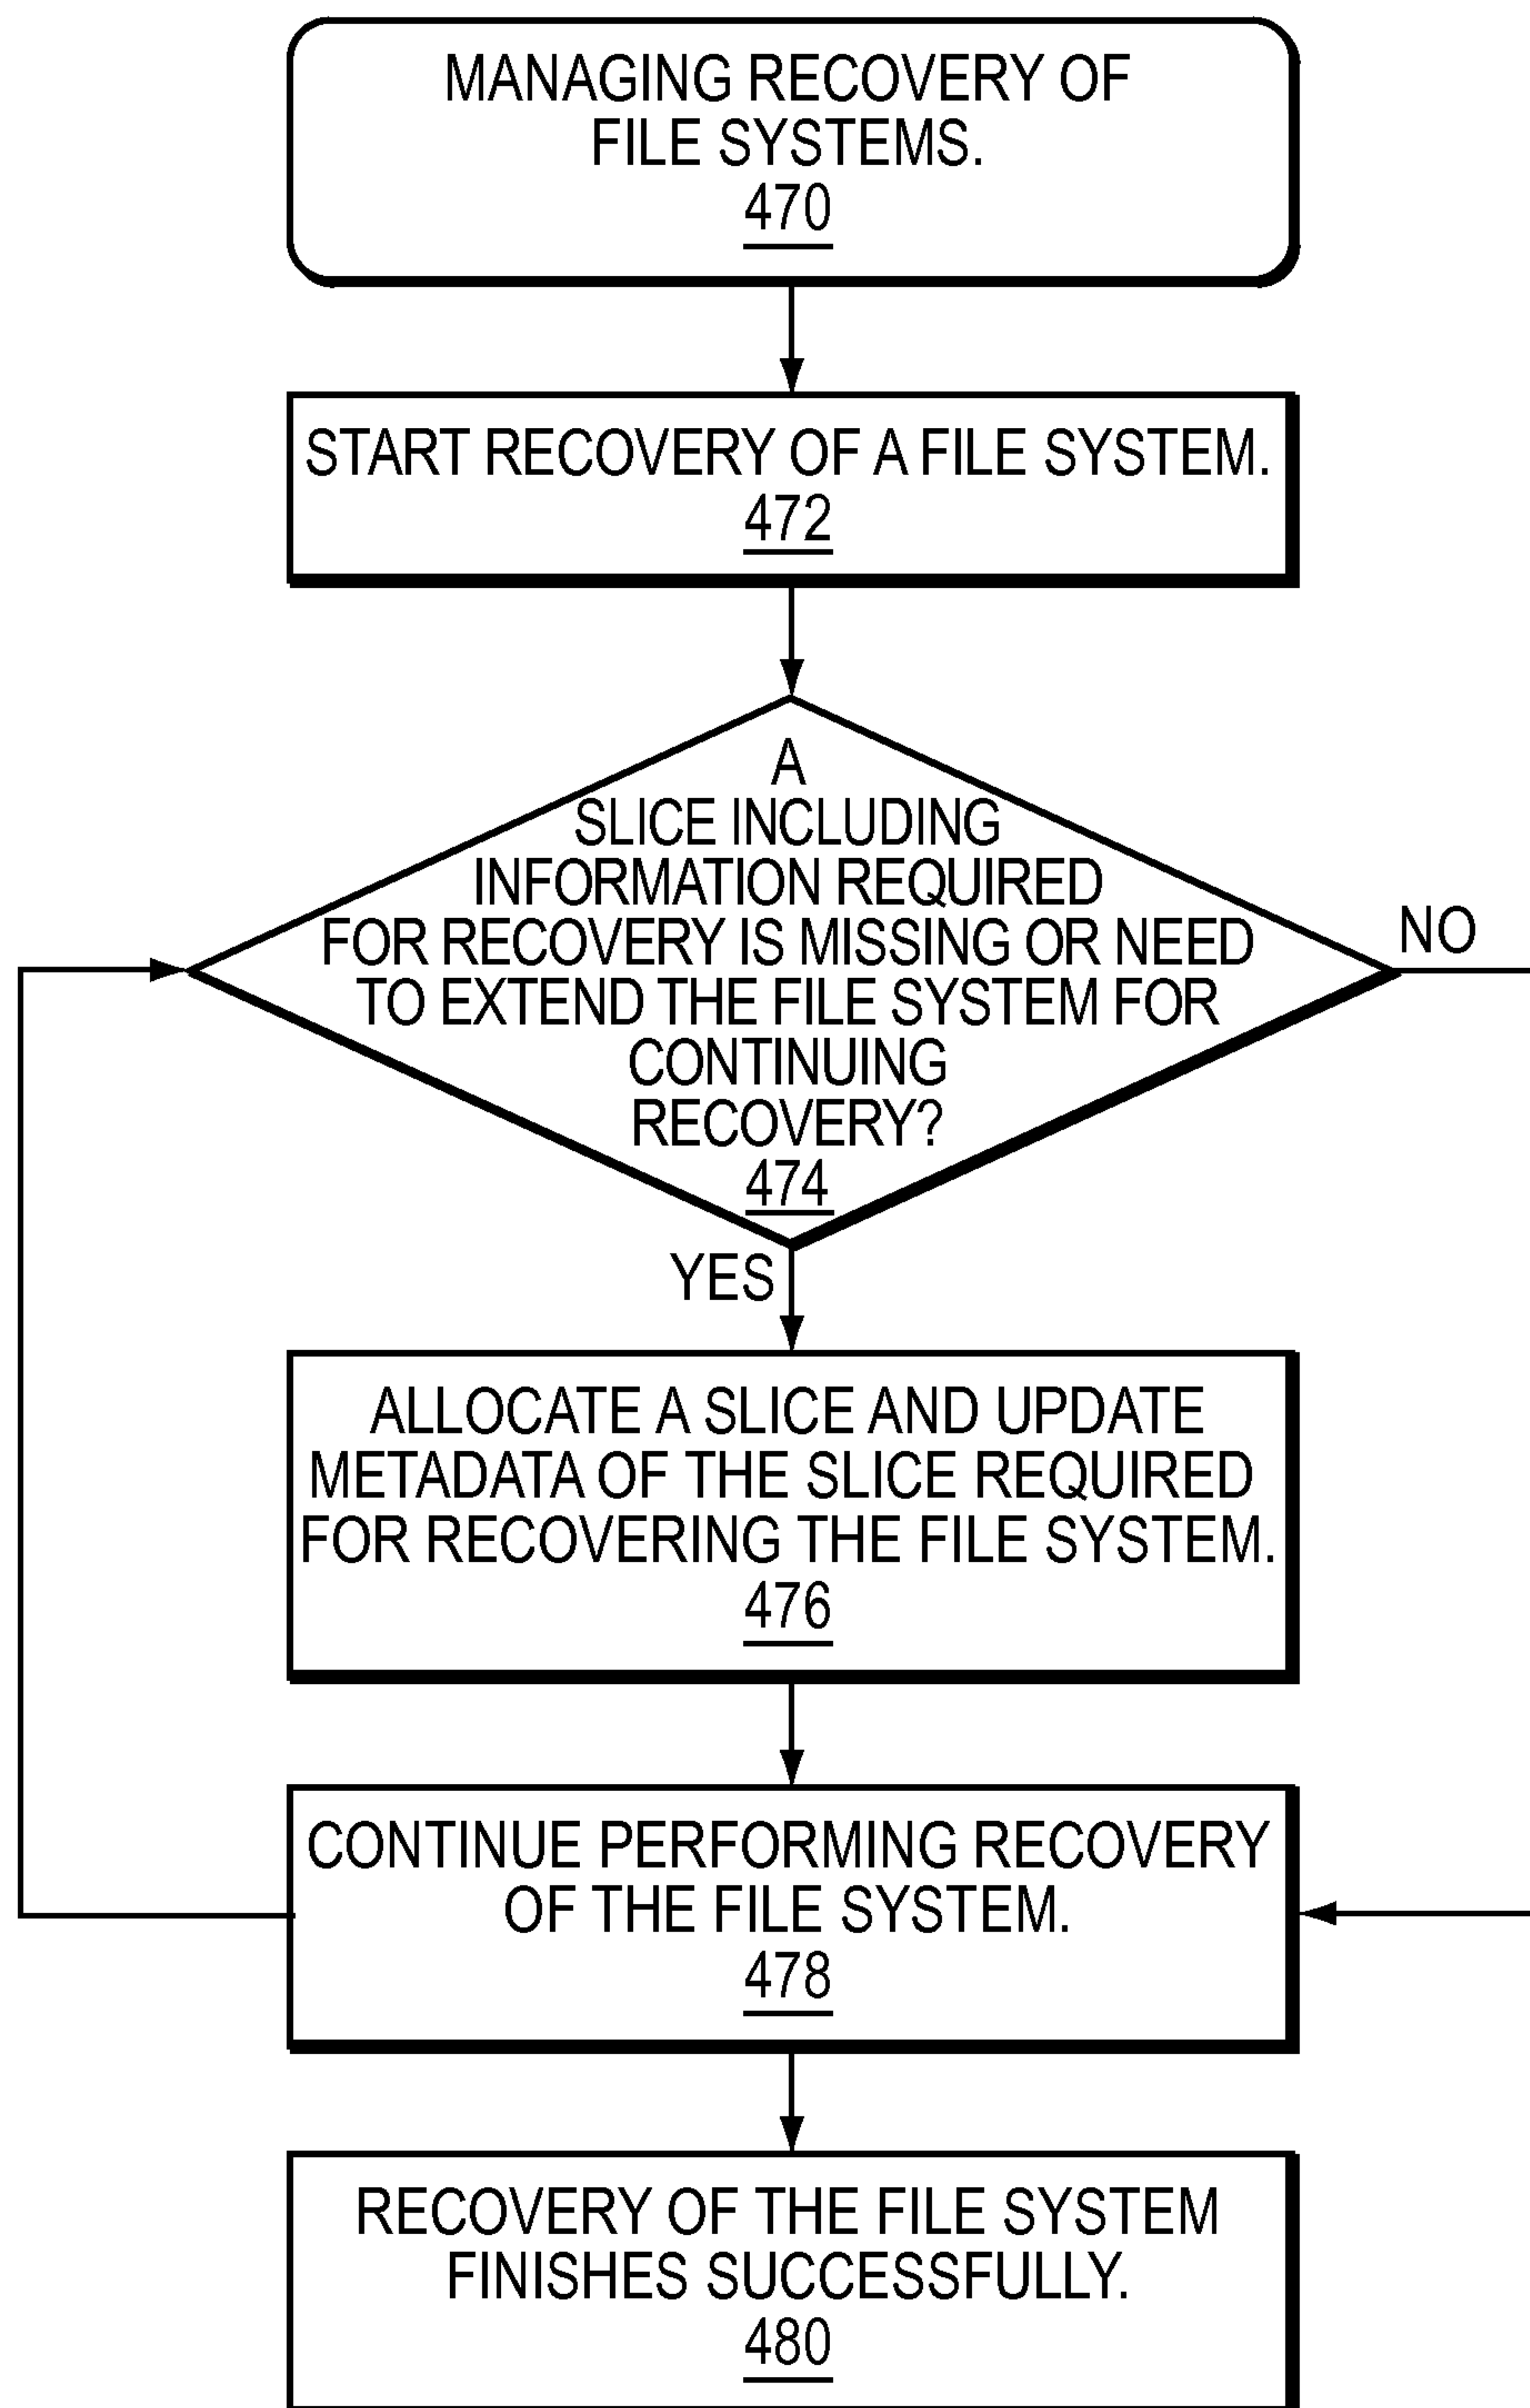 MANAGING RECOVERY OF
FILE SYSTEMS.
470
START RECOVERY OF A FILE SYSTEM.
472
A
SLICE INCLUDING
INFORMATION REQUIRED
FOR RECOVERY IS MISSING OR NEED
TO EXTEND THE FILE SYSTEM FOR
CONTINUING
RECOVERY?
474
NO
YES
ALLOCATE A SLICE AND UPDATE
METADATA OF THE SLICE REQUIRED
FOR RECOVERING THE FILE SYSTEM.
476
CONTINUE PERFORMING RECOVERY
OF THE FILE SYSTEM.
478
RECOVERY OF THE FILE SYSTEM
FINISHES SUCCESSFULLY.
480